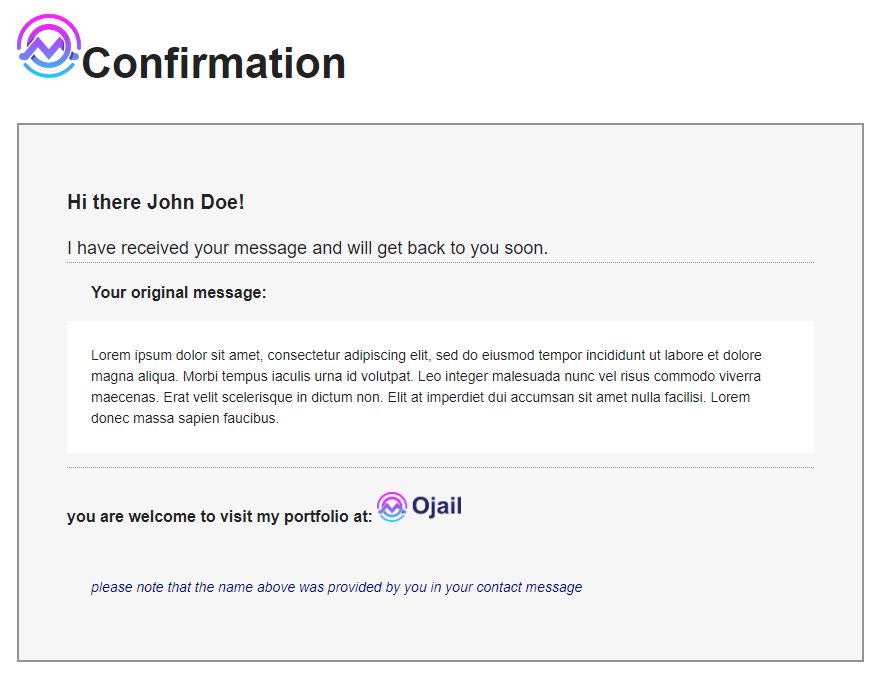 Confirmation
Hi there John Doe!
I have received your message and will get back to you soon.
Your original message:
Lorem ipsum dolor sit amet, consectetur adipiscing elit, sed do eiusmod tempor incididunt ut labore et dolore
magna aliqua. Morbi tempus iaculis urna id volutpat. Leo integer malesuada nunc vel risus commodo viverra
maecenas. Erat velit scelerisque in dictum non. Elit at imperdiet dui accumsan sit amet nulla facilisi. Lorem
donec massa sapien faucibus.
you are welcome to visit my portfolio at: Ojail
please note that the name above was provided by you in your contact message